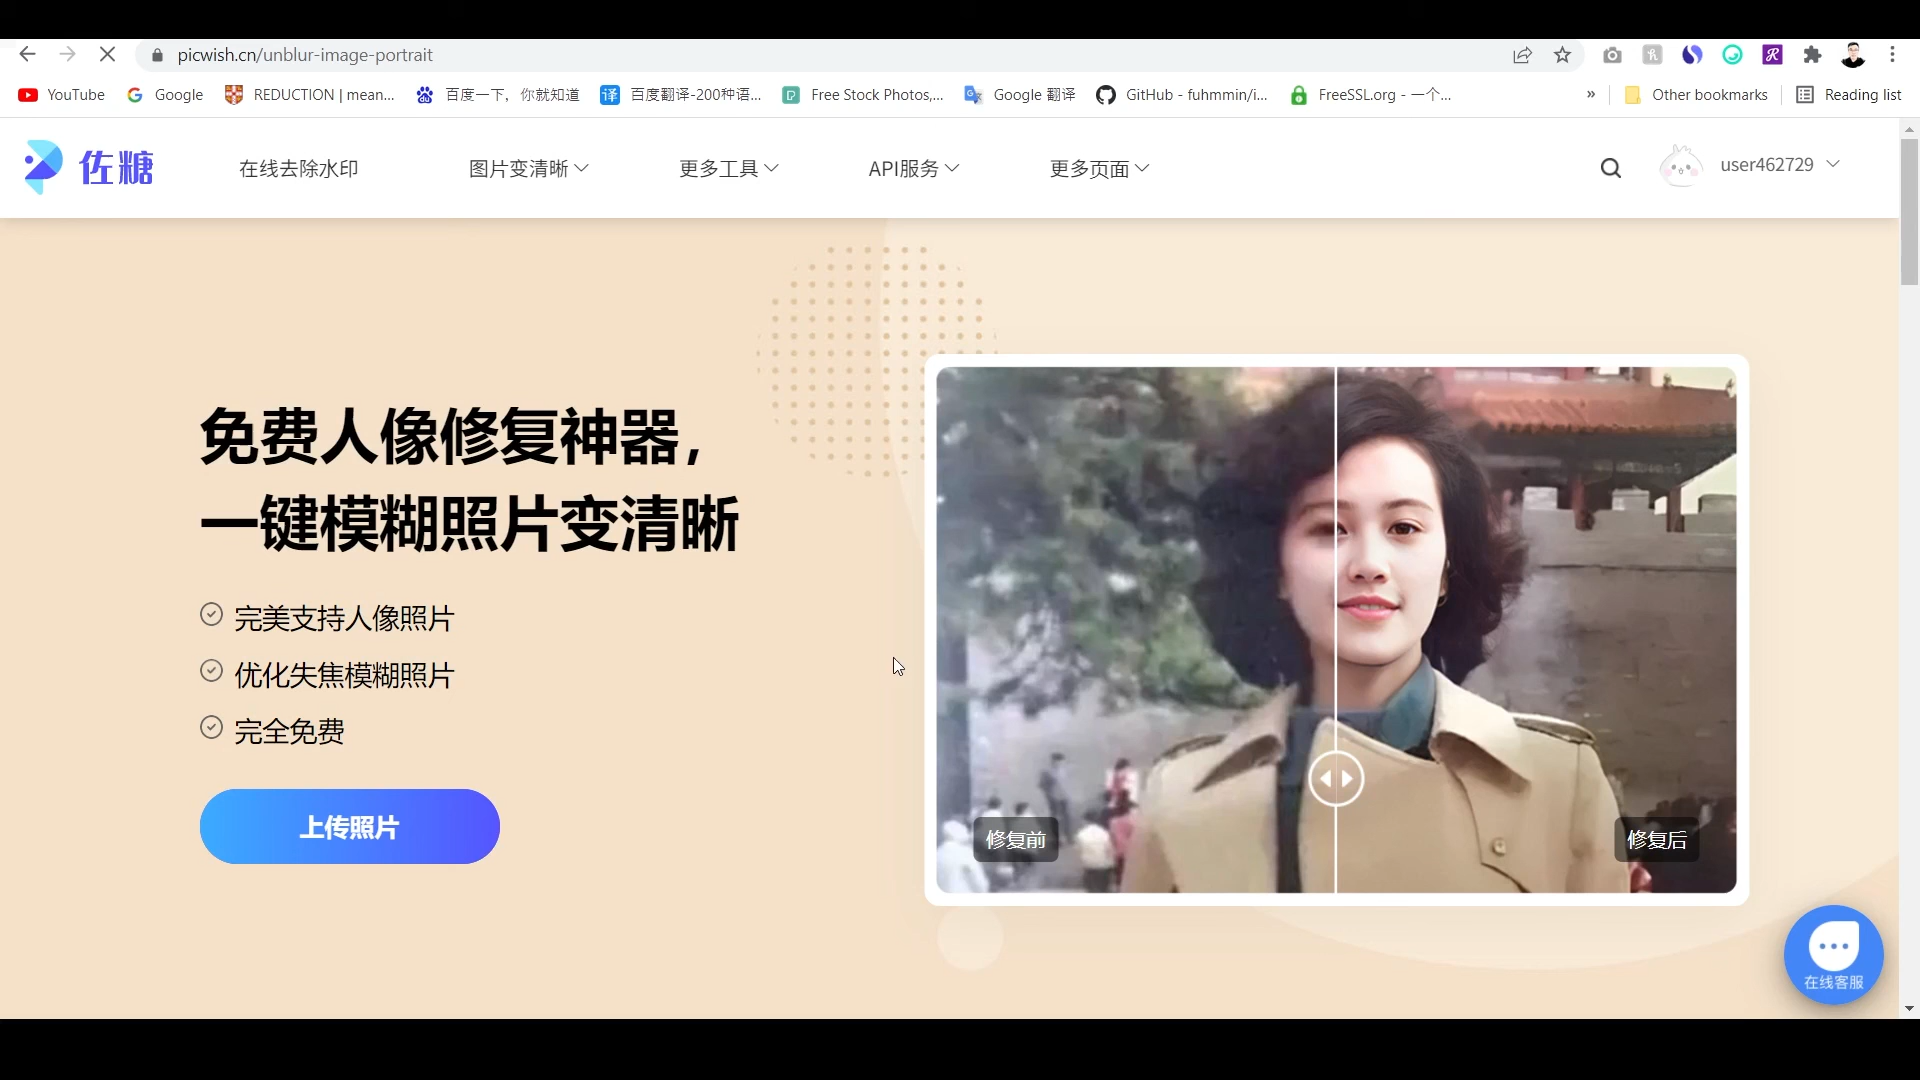 picwish.cn/unblur-image-portrait
YouTube
Google
REDUCTION | mean...
百度一下，你就知道
译
百度翻译-200种语...
Free Stock Photos,...
Google 翻译
GitHub - fuhmmin/i...
FreeSSL.org - 一个...
»
Other bookmarks
Reading list
佐糖
在线去除水印
图片变清晰
更多工具
API服务
更多页面
user462729
免费人像修复神器，
一键模糊照片变清晰
完美支持人像照片
优化失焦模糊照片
完全免费
上传照片
修复前
修复后
在线客服